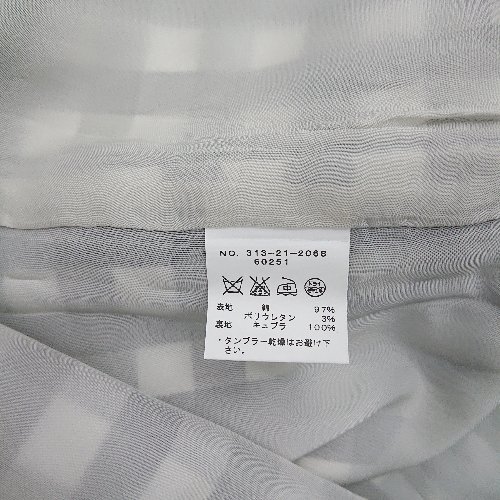 NO. 313-21-2068
60251
表地 綿 97%
ポリウレタン 3%
裏地 キュプラ 100%
・タンブラー乾燥はお避け下
さい。